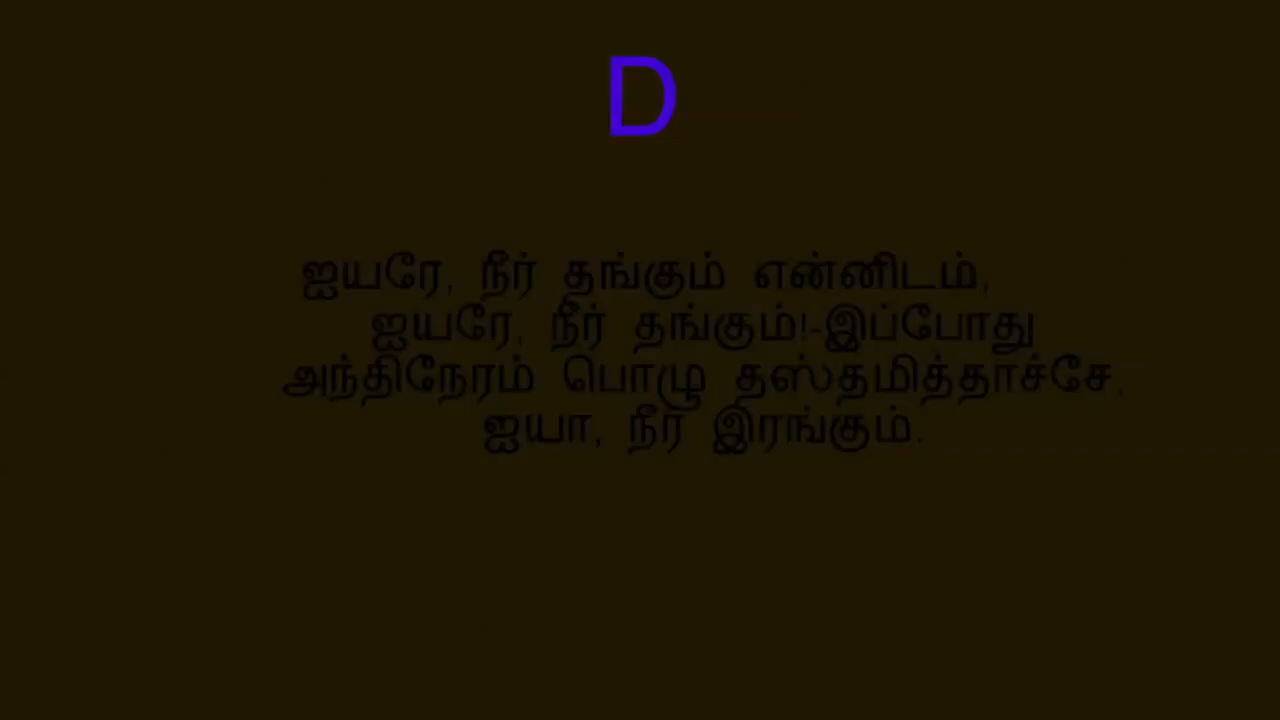 D
ஐயரே, நீர் தங்கும் என்னிடம்,
ஐயரே, நீர் தங்கும்!-இப்போது
அந்திநேரம் பொழு தஸ்தமித்தாச்சே,
ஐயா, நீர் இரங்கும்.